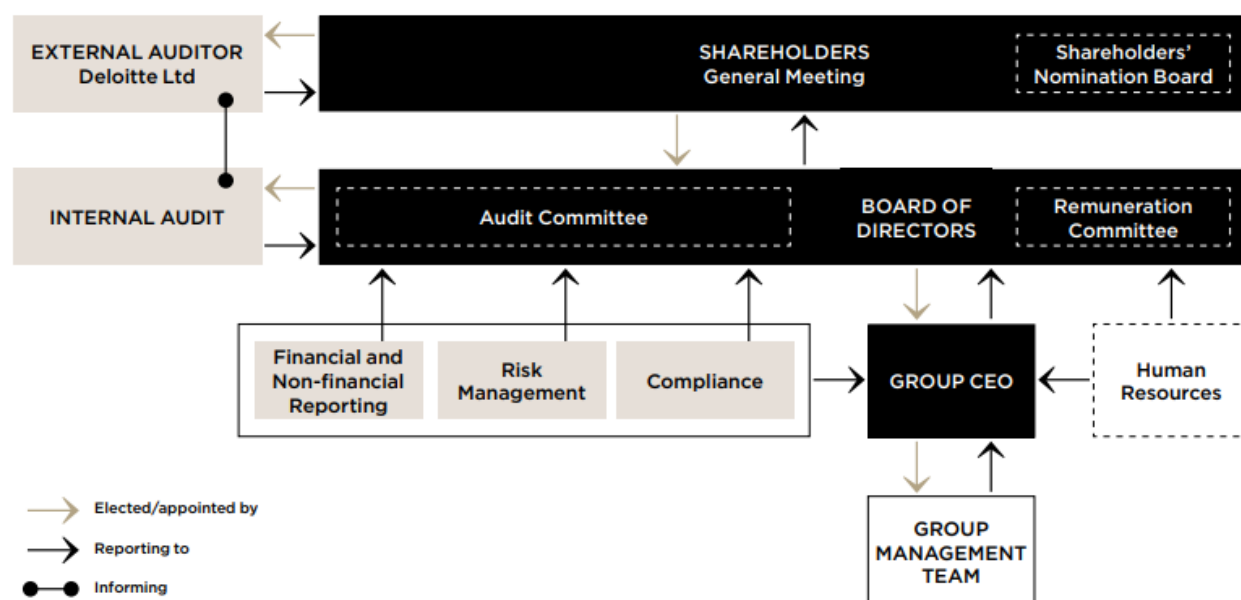 EXTERNAL AUDITOR
Deloitte Ltd
SHAREHOLDERS
General Meeting
Shareholders’
Nomination Board
INTERNAL AUDIT
Audit Committee
BOARD OF
DIRECTORS
Remuneration
Committee
Financial and
Non-financial
Reporting
Risk
Management
Compliance
GROUP CEO
Human
Resources
Elected/appointed by
Reporting to
Informing
GROUP
MANAGEMENT
TEAM